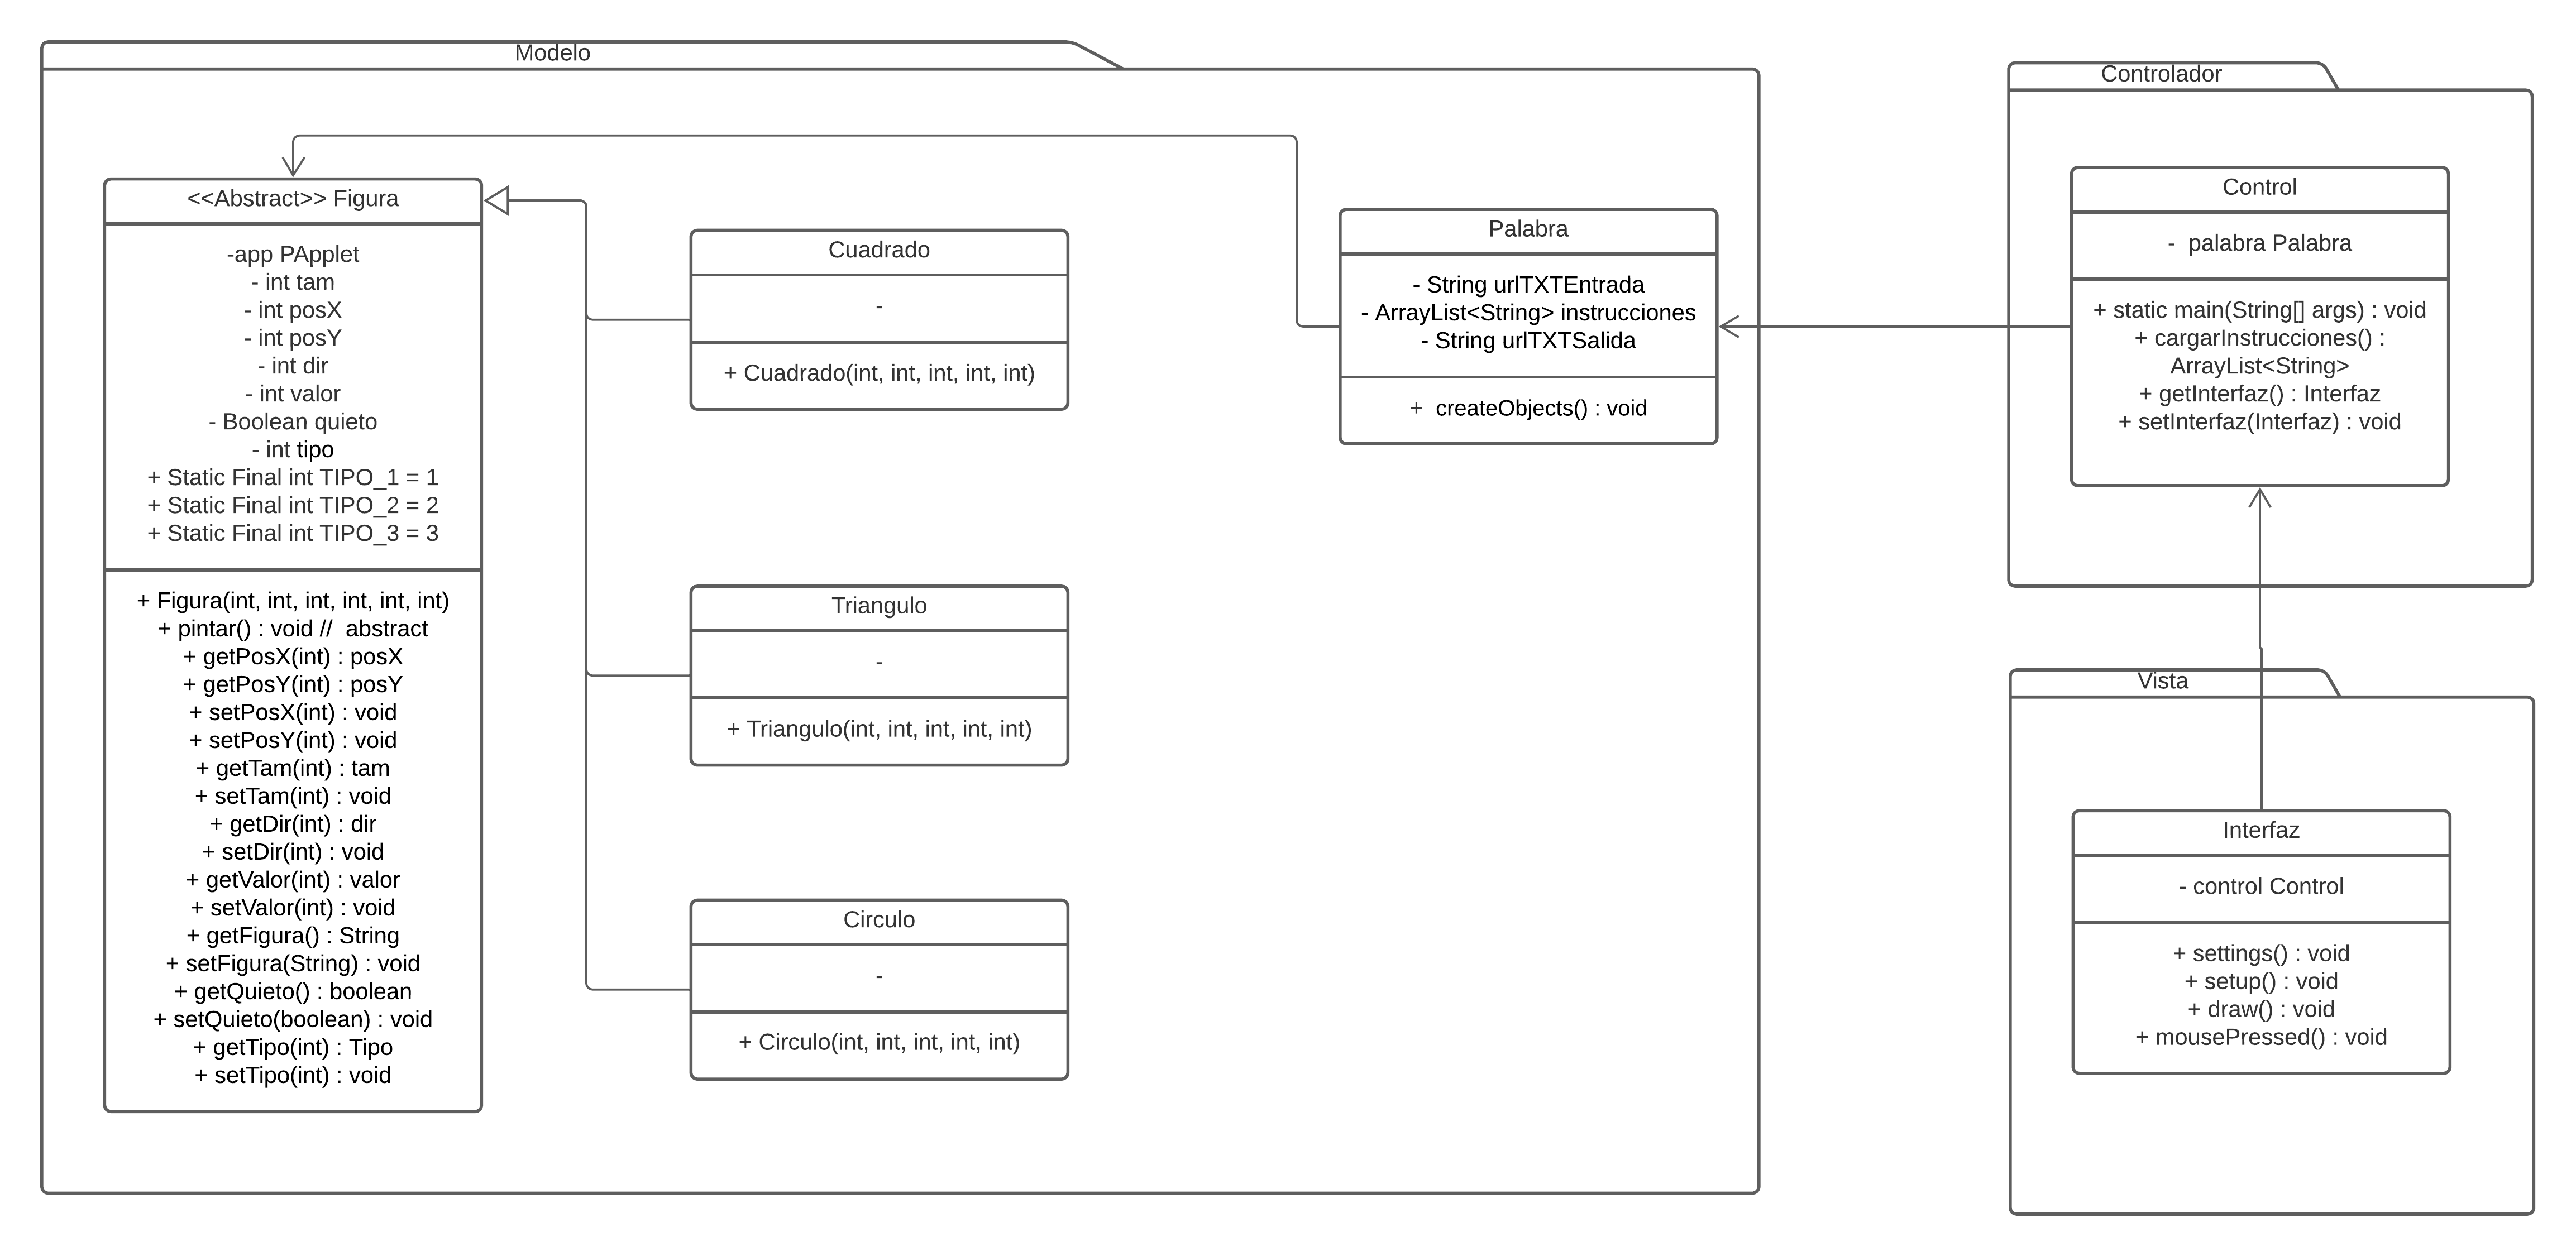 Modelo
<<Abstract>> Figura
-app PApplet
- int tam
- int posX
- int posY
- int dir
- int valor
- Boolean quieto
- int tipo
+ Static Final int TIPO_1 = 1
+ Static Final int TIPO_2 = 2
+ Static Final int TIPO_3 = 3
+ Figura(int, int, int, int, int, int)
+ pintar() : void //  abstract
+ getPosX(int) : posX
+ getPosY(int) : posY
+ setPosX(int) : void
+ setPosY(int) : void
+ getTam(int) : tam
+ setTam(int) : void
+ getDir(int) : dir
+ setDir(int) : void
+ getValor(int) : valor
+ setValor(int) : void
+ getFigura() : String
+ setFigura(String) : void
+ getQuieto() : boolean
+ setQuieto(boolean) : void
+ getTipo(int) : Tipo
+ setTipo(int) : void
Cuadrado
-
+ Cuadrado(int, int, int, int, int)
Triangulo
-
+ Triangulo(int, int, int, int, int)
Circulo
-
+ Circulo(int, int, int, int, int)
Palabra
- String urlTXTEntrada
- ArrayList<String> instrucciones
- String urlTXTSalida
+  createObjects() : void
Controlador
Control
-  palabra Palabra
+ static main(String[] args) : void
+ cargarInstrucciones() :
ArrayList<String>
+ getInterfaz() : Interfaz
+ setInterfaz(Interfaz) : void
Vista
Interfaz
- control Control
+ settings() : void
+ setup() : void
+ draw() : void
+ mousePressed() : void